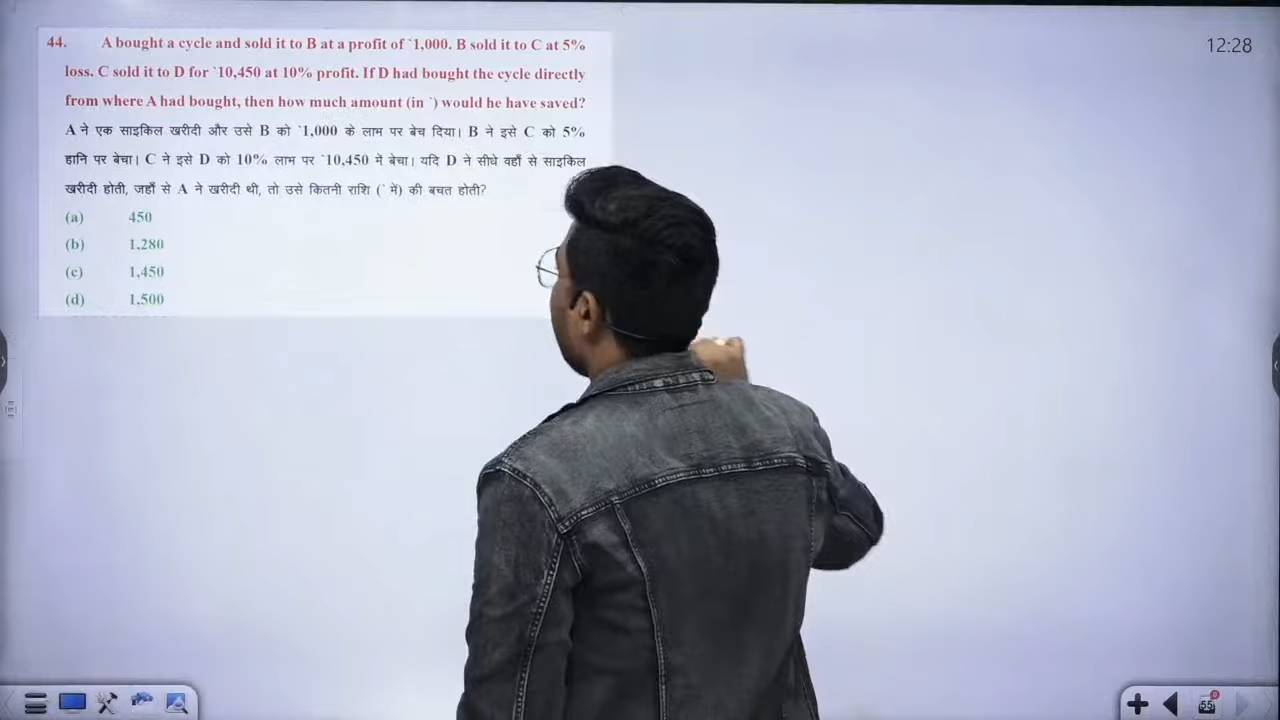 12:28
44. A bought a cycle and sold it to B at a profit of `1,000. B sold it to C at 5%
loss. C sold it to D for `10,450 at 10% profit. If D had bought the cycle directly
from where A had bought, then how much amount (in `) would he have saved?
A ने एक साइकिल खरीदी और उसे B को `1,000 के लाभ पर बेच दिया। B ने इसे C को 5%
हानि पर बेचा। C ने इसे D को 10% लाभ पर `10,450 में बेचा। यदि D ने सीधे वहाँ से साइकिल
खरीदी होती, जहाँ से A ने खरीदी थी, तो उसे कितनी राशि (` में) की बचत होती?
(a) 450
(b) 1,280
(c) 1,450
(d) 1,500
55